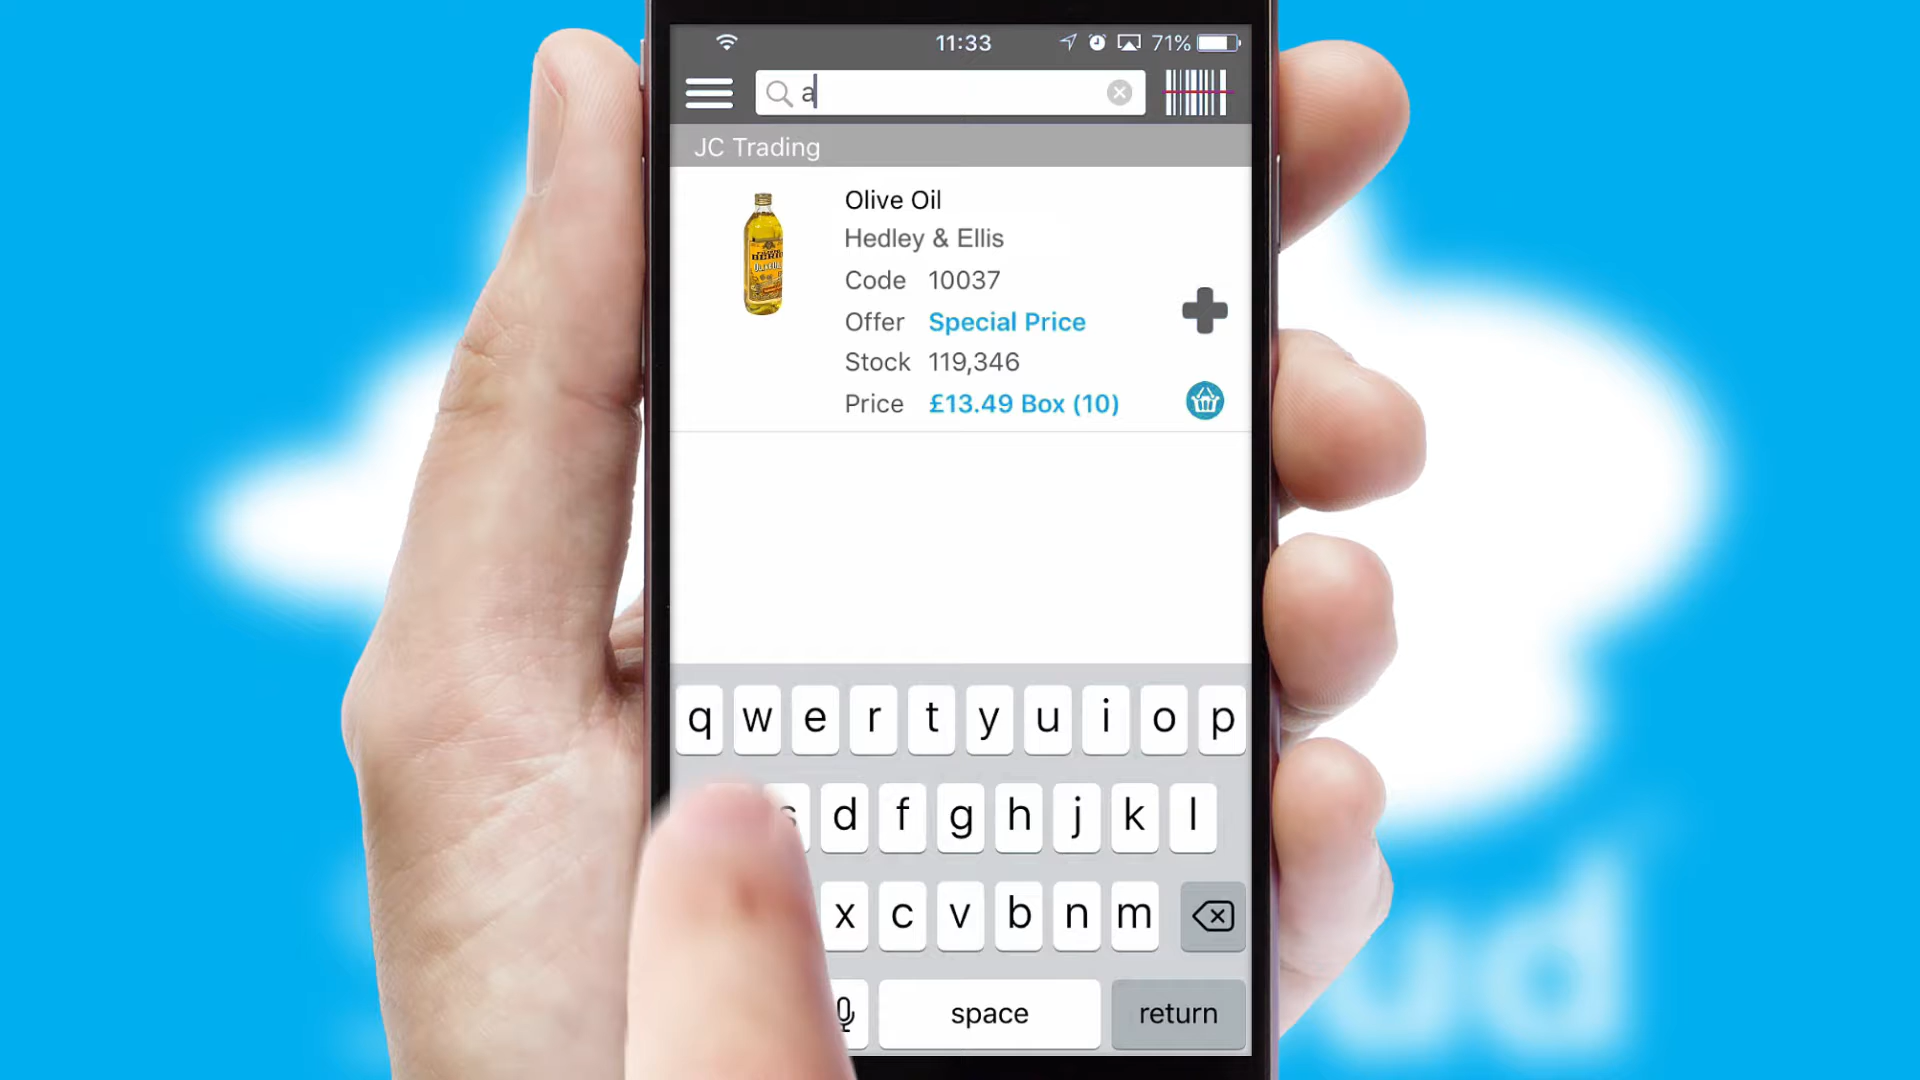 11:33
71%
a
JC Trading
Olive Oil
Hedley & Ellis
Code 10037
Offer Special Price
Stock 119,346
Price £13.49 Box (10)
q w e r t y u i o p
s d f g h j k l
x c v b n m
space return
ud